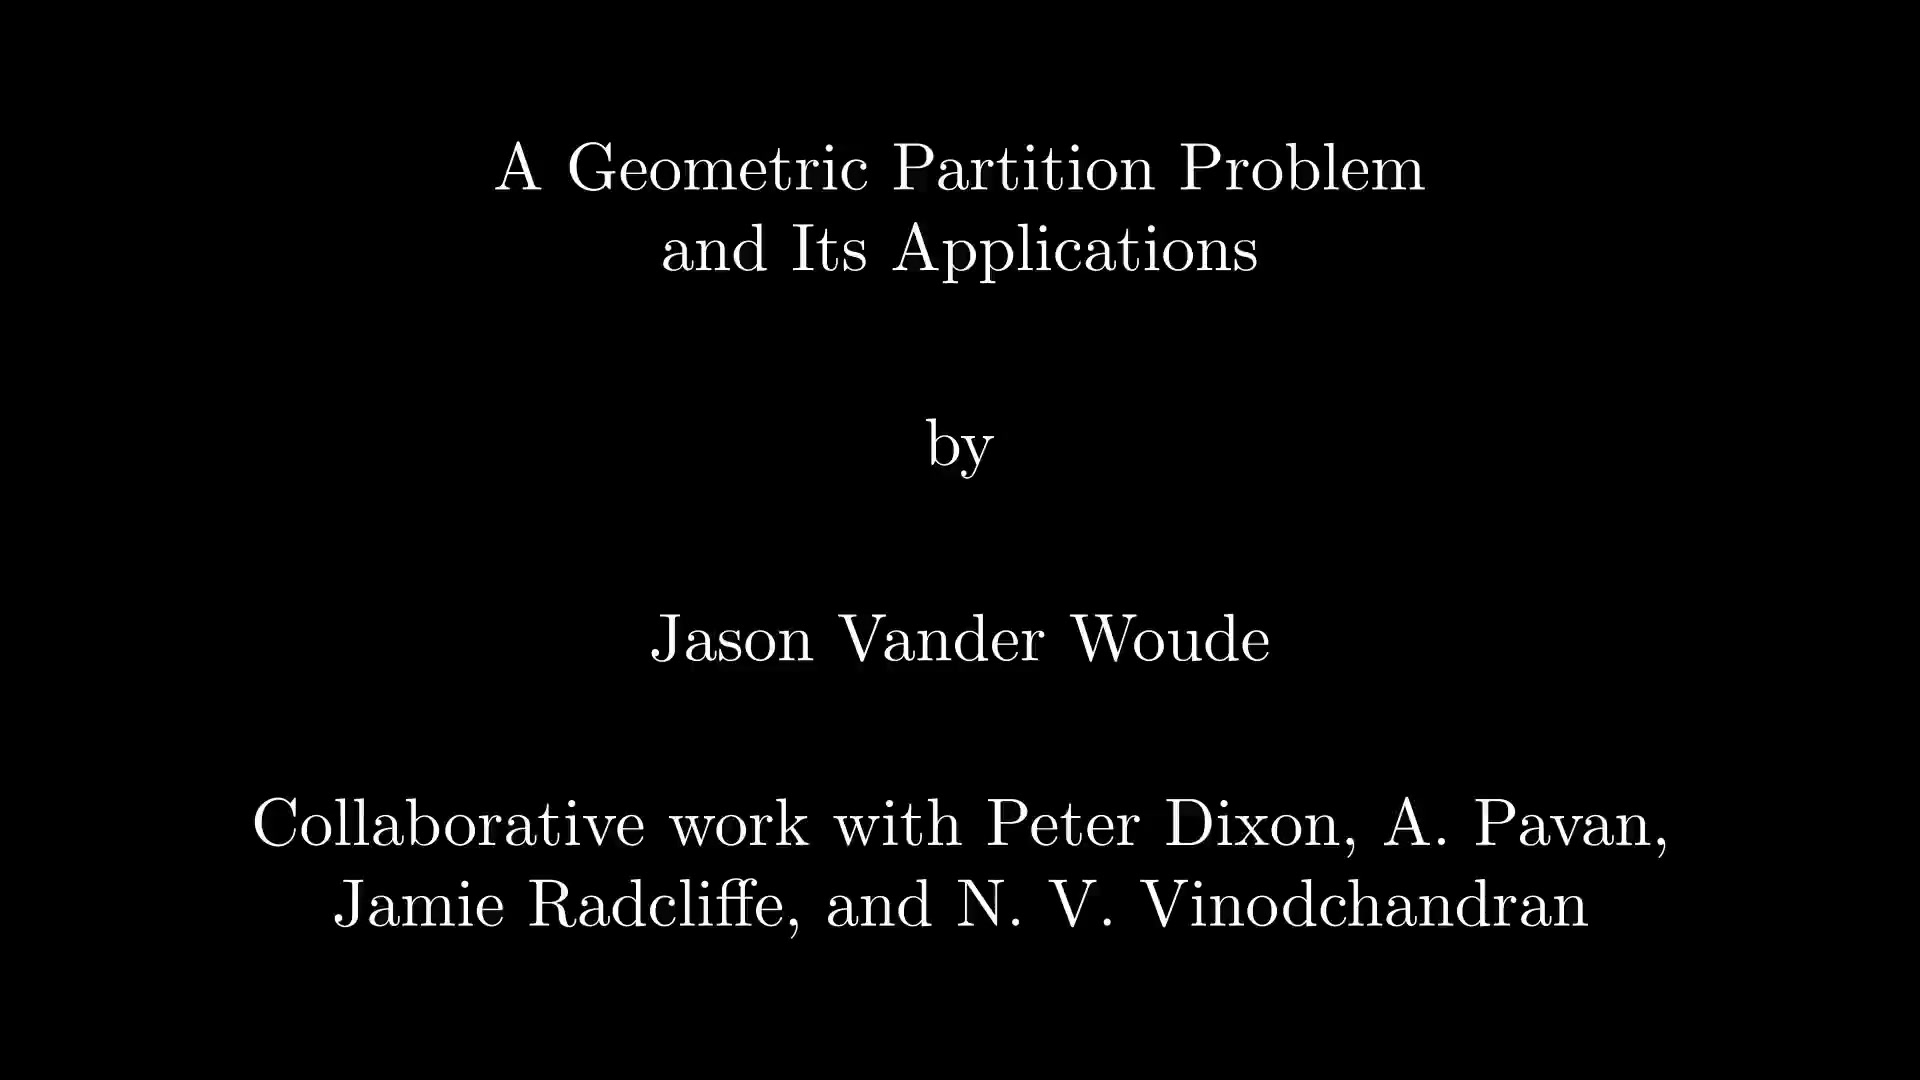 A Geometric Partition Problem
and Its Applications
by
Jason Vander Woude
Collaborative work with Peter Dixon, A. Pavan,
Jamie Radcliffe, and N. V. Vinodchandran